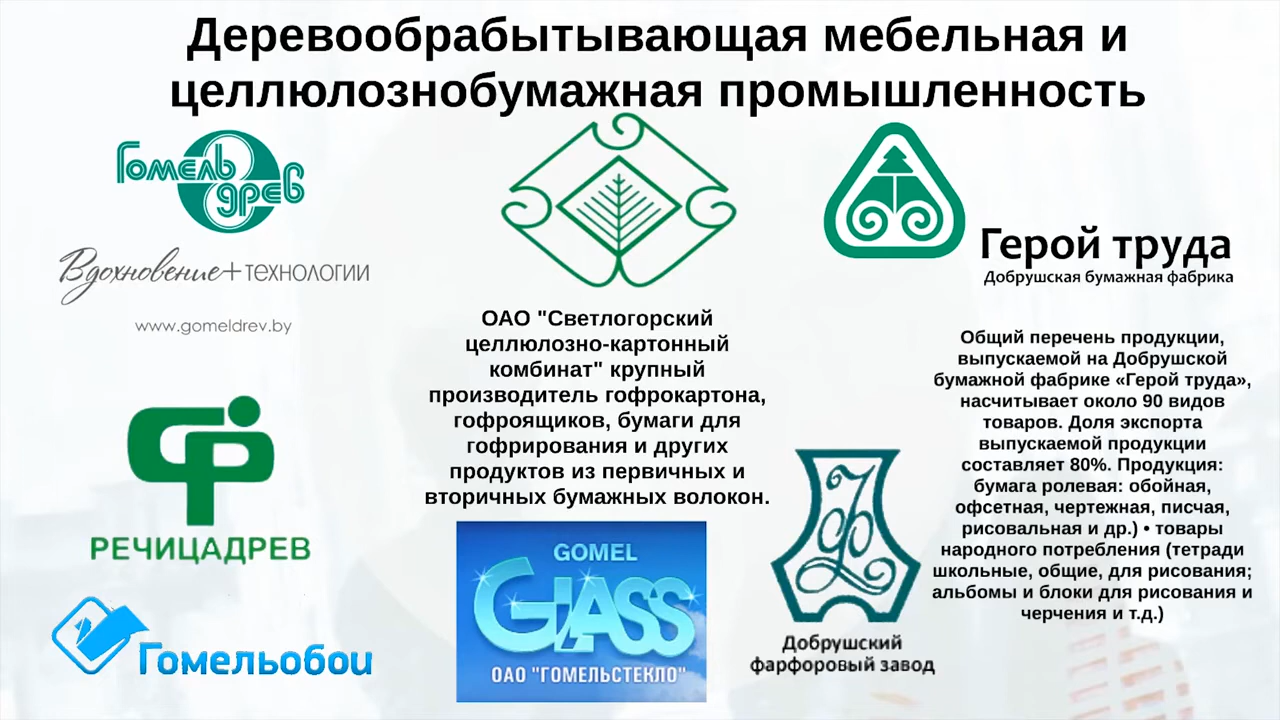 Деревообрабытывающая мебельная и
целлюлознобумажная промышленность
Гомель
древ
Вдохновение+технологии
www.gomeldrev.by
РЕЧИЦАДРЕВ
Гомельобои
ОАО "Светлогорский
целлюлозно-картонный
комбинат" крупный
производитель гофрокартона,
гофроящиков, бумаги для
гофрирования и других
продуктов из первичных и
вторичных бумажных волокон.
GOMEL
GLASS
ОАО "ГОМЕЛЬСТЕКЛО"
Добрушский
фарфоровый завод
Герой труда
Добрушская бумажная фабрика
Общий перечень продукции,
выпускаемой на Добрушской
бумажной фабрике «Герой труда»,
насчитывает около 90 видов
товаров. Доля экспорта
выпускаемой продукции
составляет 80%. Продукция:
бумага ролевая: обойная,
офсетная, чертежная, писчая,
рисовальная и др.) • товары
народного потребления (тетради
школьные, общие, для рисования;
альбомы и блоки для рисования и
черчения и т.д.)